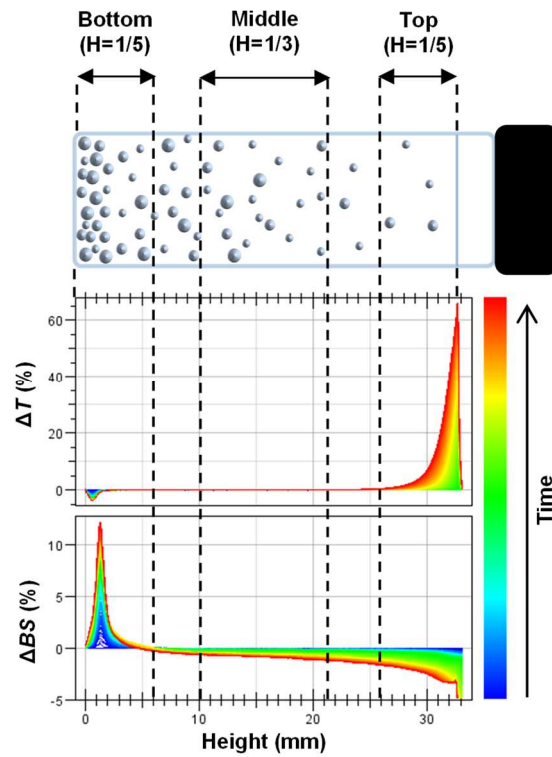 Bottom
(H=1/5)
Middle
(H=1/3)
Top
(H=1/5)
ΔT (%)
60
40
20
0
ΔBS (%)
10
5
0
-5
0
10
20
30
Height (mm)
Time